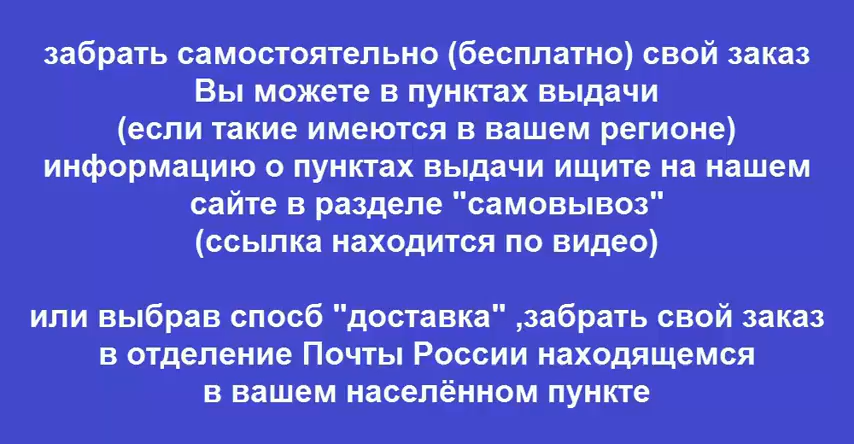 забрать самостоятельно (бесплатно) свой заказ
Вы можете в пунктах выдачи
(если такие имеются в вашем регионе)
информацию о пунктах выдачи ищите на нашем
сайте в разделе "самовывоз"
(ссылка находится по видео)
или выбрав спосб "доставка" ,забрать свой заказ
в отделение Почты России находящемся
в вашем населённом пункте